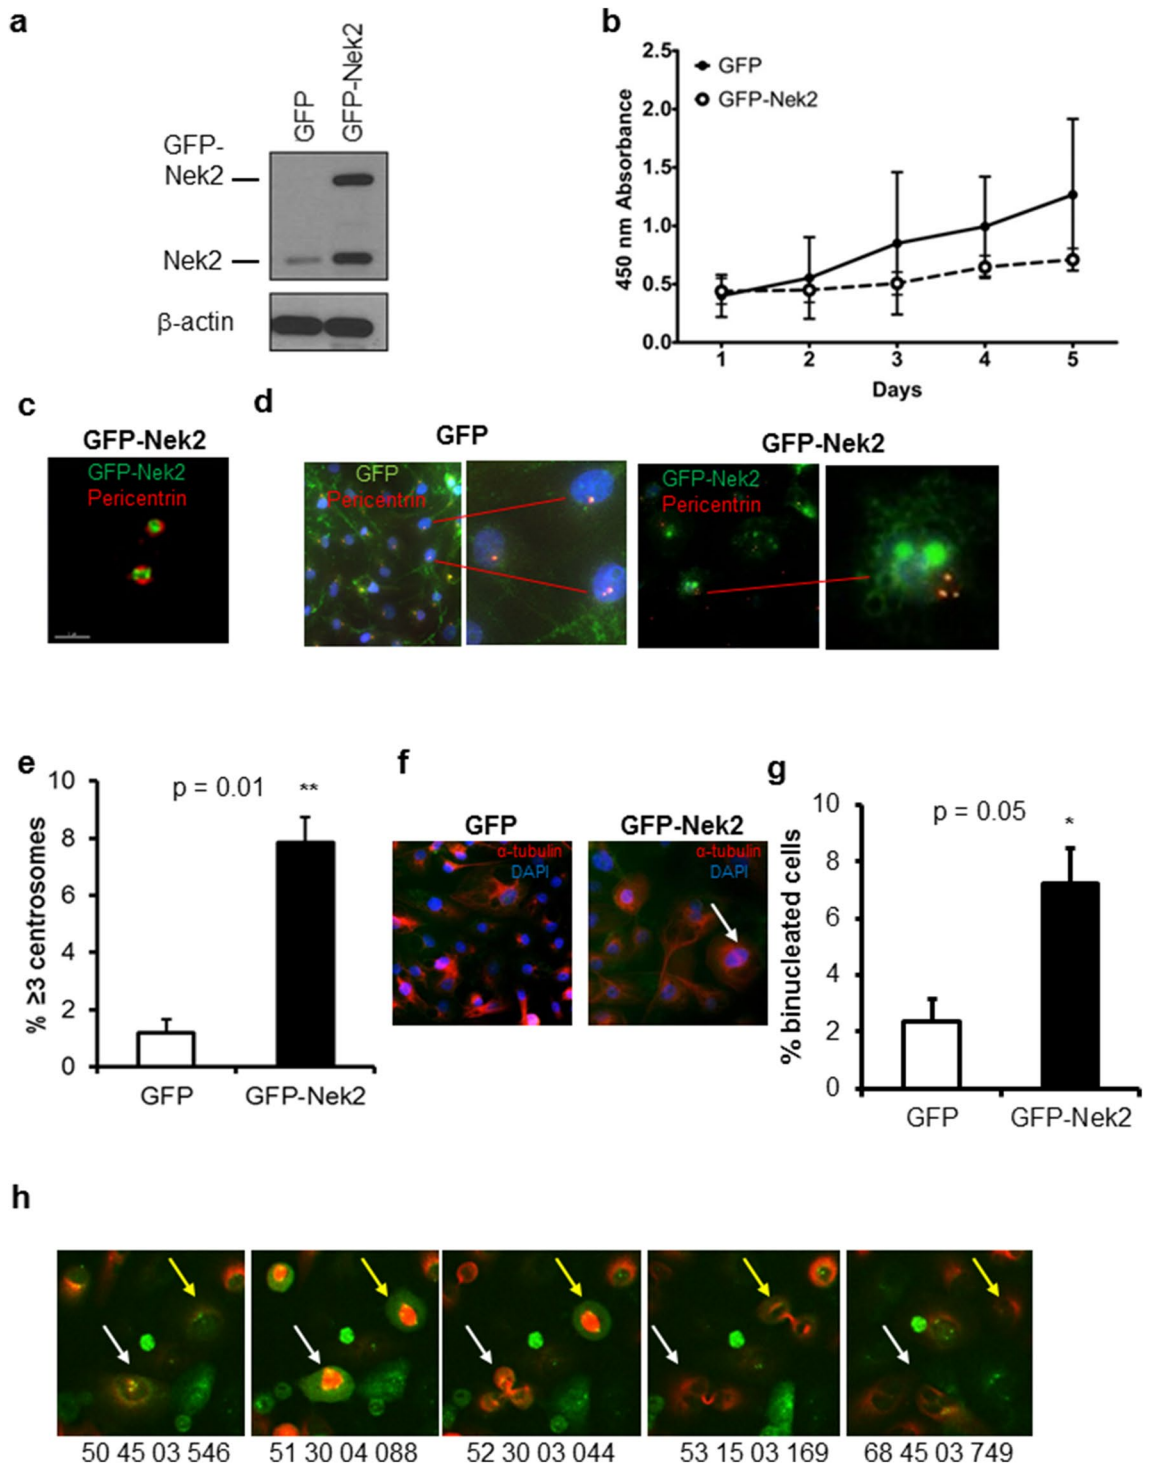 a
GFP
GFP-Nek2
GFP-
Nek2
Nek2
β-actin
b
2.5
2.0
1.5
1.0
0.5
0.0
450 nm Absorbance
GFP
GFP-Nek2
1 2 3 4 5
Days
c
GFP-Nek2
GFP-Nek2
Pericentrin
d
GFP
GFP
Pericentrin
GFP-Nek2
GFP-Nek2
Pericentrin
e
10
8
6
4
2
0
% ≥3 centrosomes
p = 0.01
**
GFP GFP-Nek2
f
GFP
α-tubulin
DAPI
GFP-Nek2
α-tubulin
DAPI
g
10
8
6
4
2
0
% binucleated cells
p = 0.05
*
GFP GFP-Nek2
h
50 45 03 546
51 30 04 088
52 30 03 044
53 15 03 169
68 45 03 749